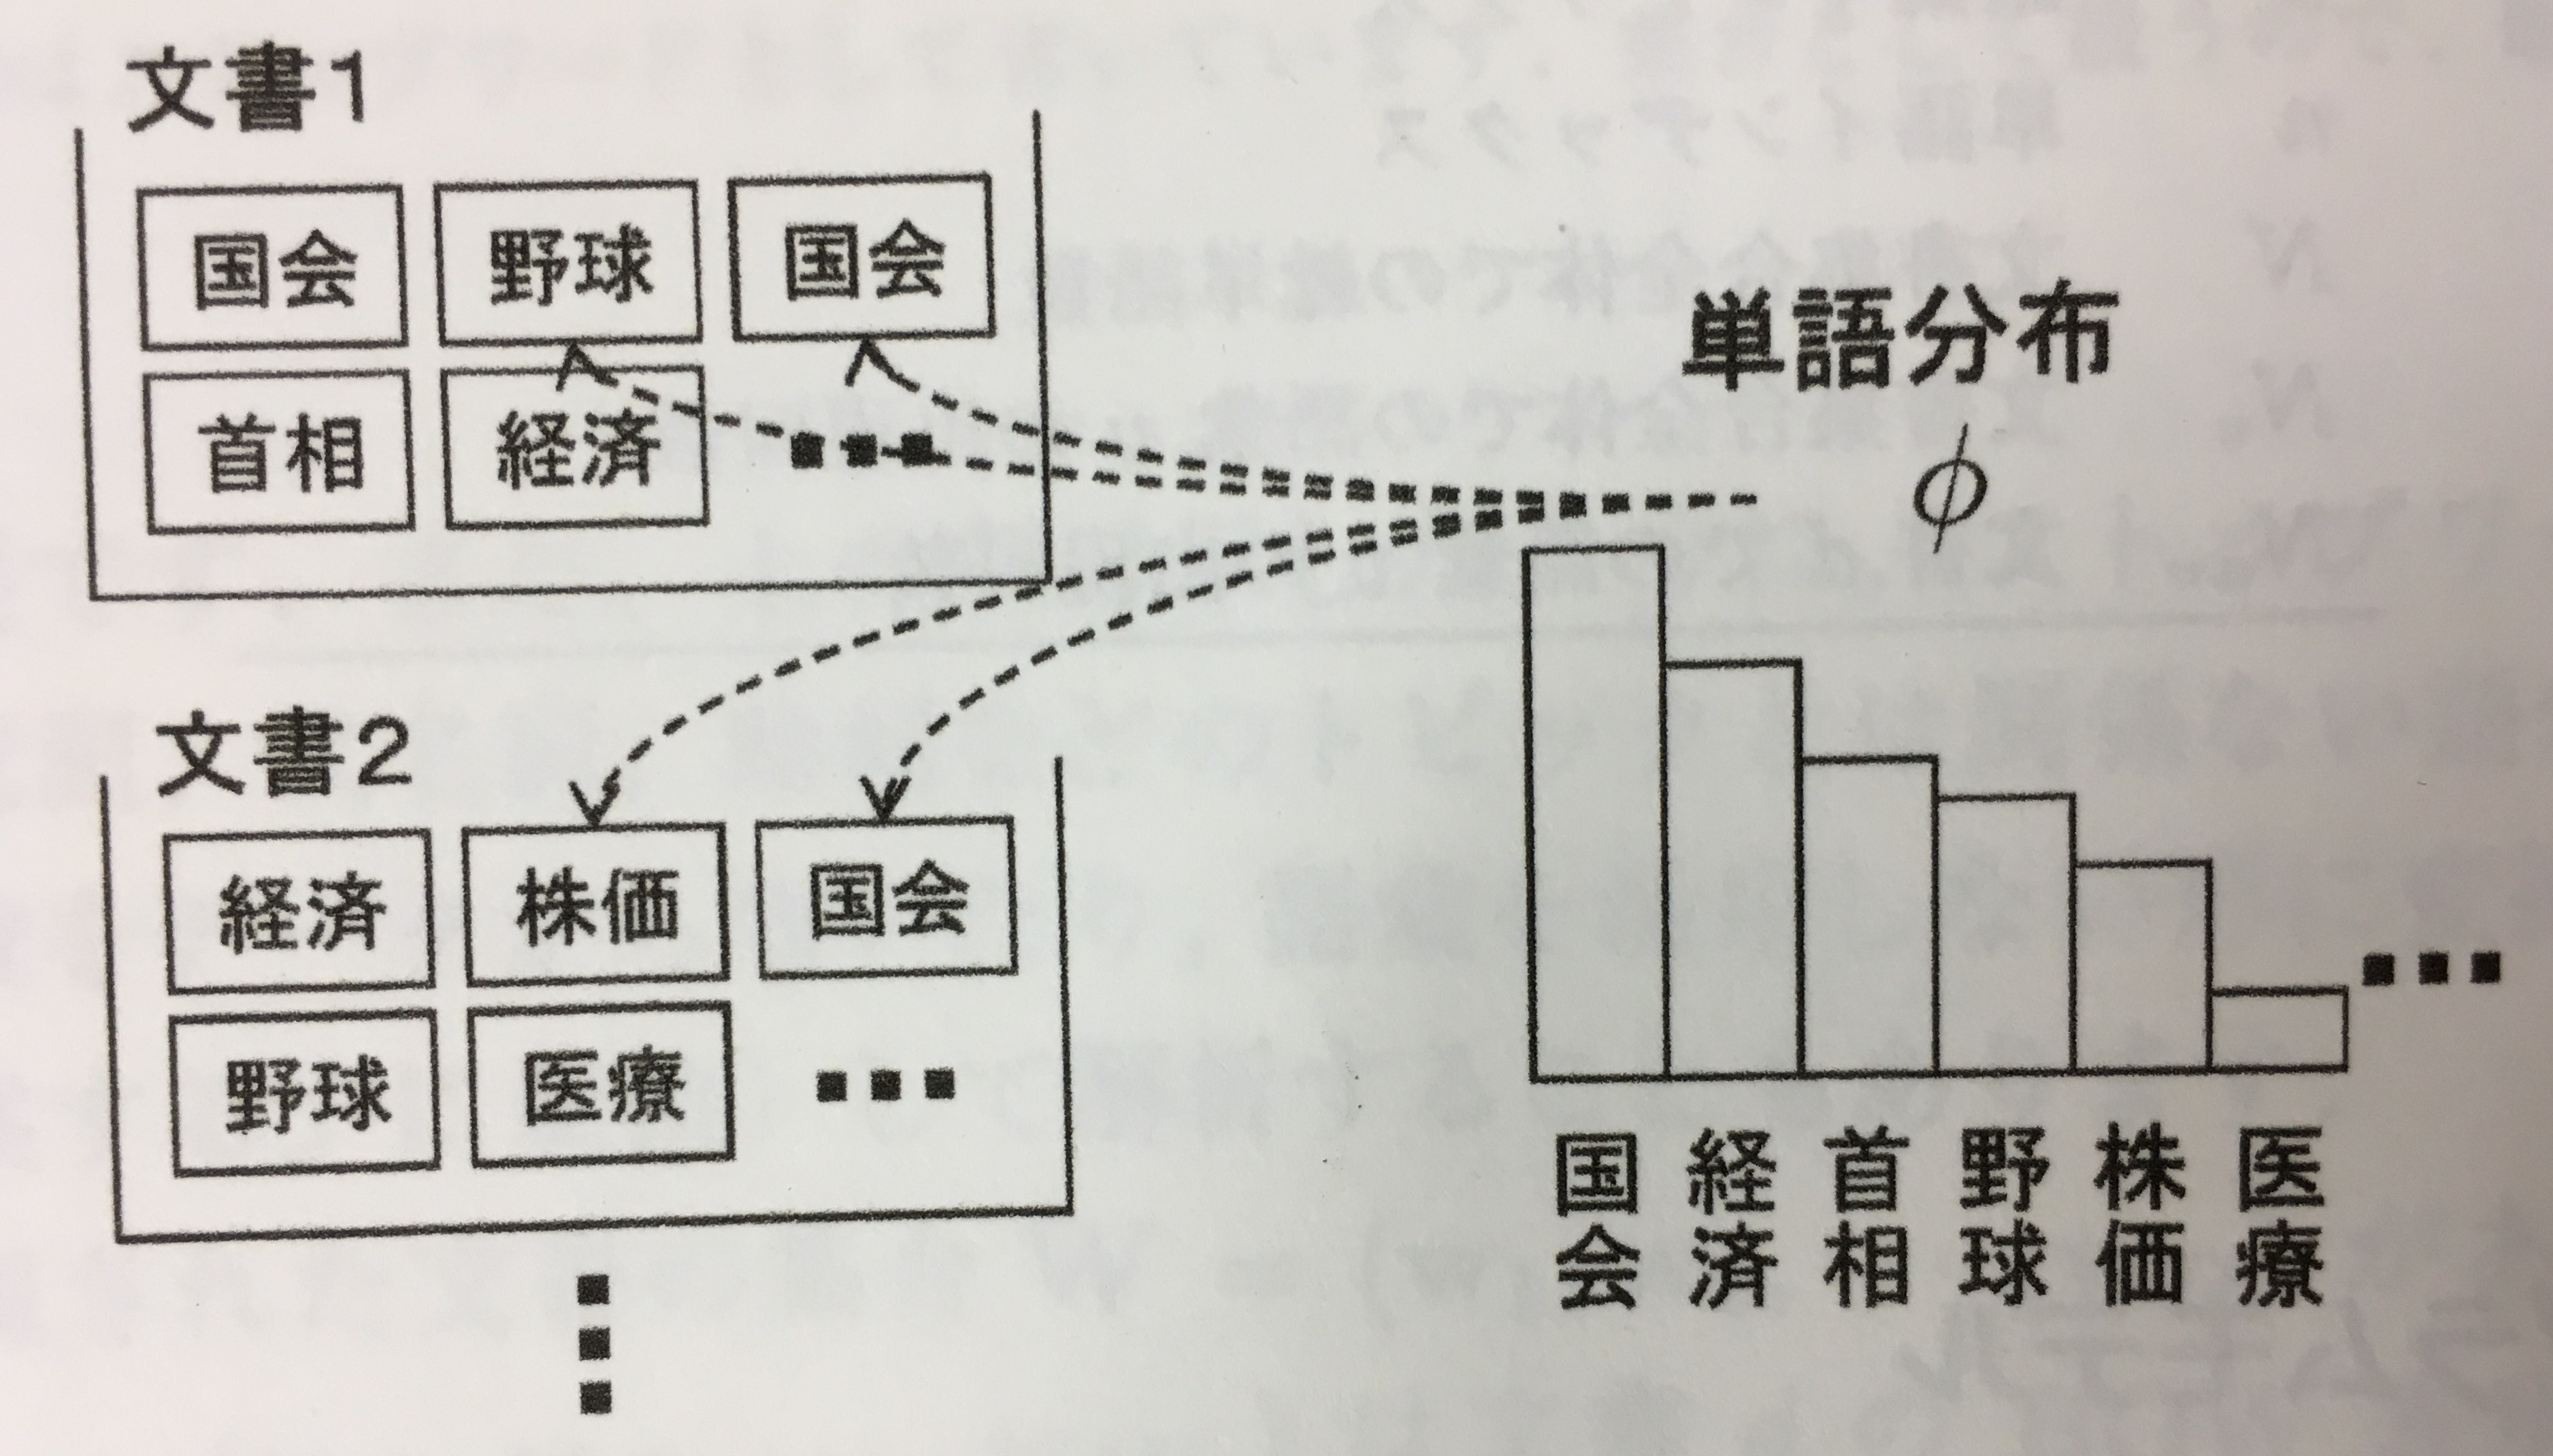 文書1
国会 野球 国会
首相 経済 ▪▪▪
単語分布
φ
文書2
経済 株価 国会
野球 医療 ▪▪▪
国会 経済 首相 野球 株価 医療 ▪▪▪